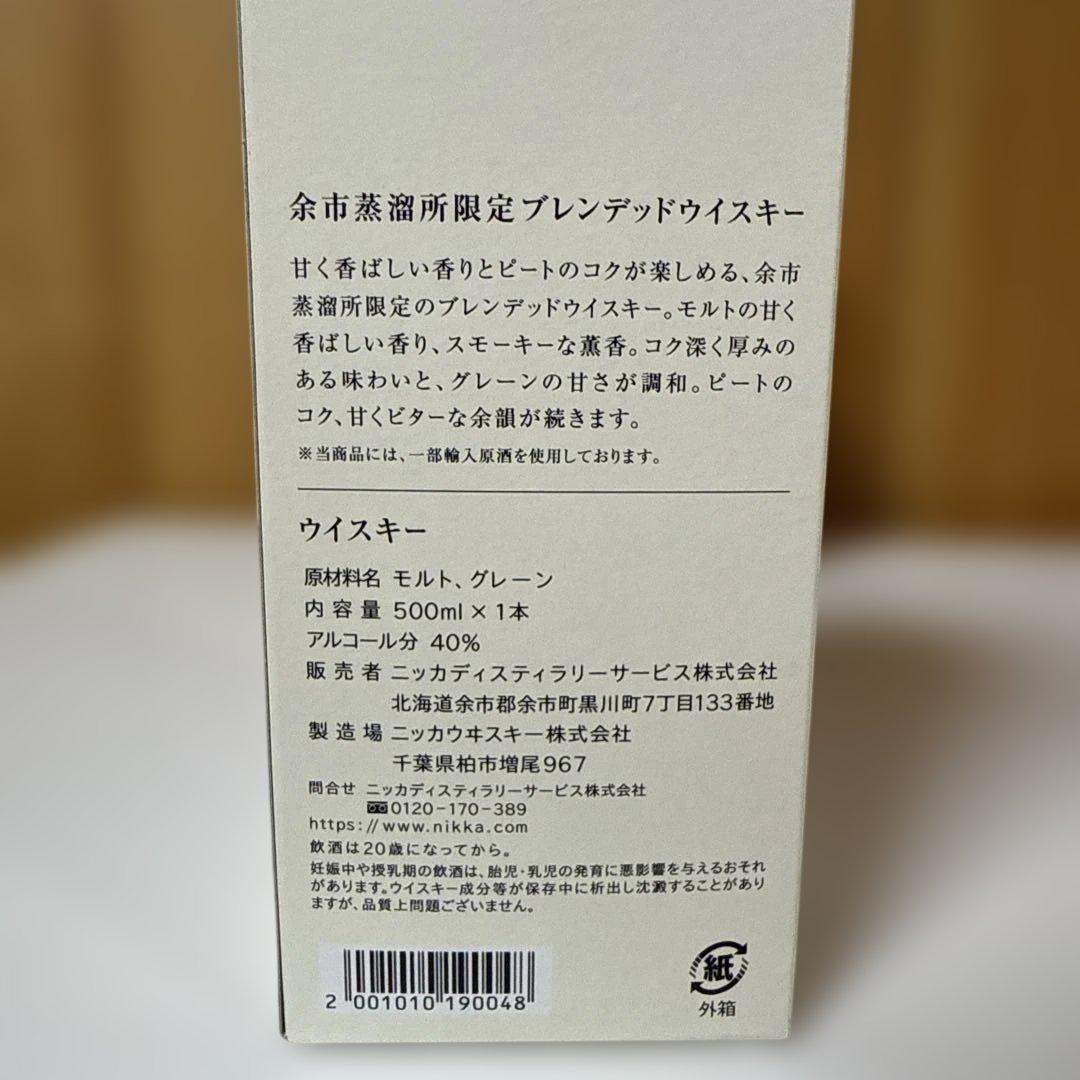 余市蒸溜所限定ブレンデッドウイスキー
甘く香ばしい香りとピートのコクが楽しめる、余市
蒸溜所限定のブレンデッドウイスキー。モルトの甘く
香ばしい香り、スモーキーな薫香。コク深く厚みの
ある味わいと、グレーンの甘さが調和。ピートの
コク、甘くビターな余韻が続きます。
※当商品には、一部輸入原酒を使用しております。
ウイスキー
原材料名 モルト、グレーン
内容量 500ml×1本
アルコール分 40%
販売者 ニッカディスティラリーサービス株式会社
北海道余市郡余市町黒川町7丁目133番地
製造場 ニッカウヰスキー株式会社
千葉県柏市増尾967
問合せ ニッカディスティラリーサービス株式会社
0120-170-389
https://www.nikka.com
飲酒は20歳になってから。
妊娠中や授乳期の飲酒は、胎児・乳児の発育に悪影響を与えるおそれ
があります。ウイスキー成分等が保存中に析出し沈澱することがあり
ますが、品質上問題ございません。
2 001010 190048
紙
外箱